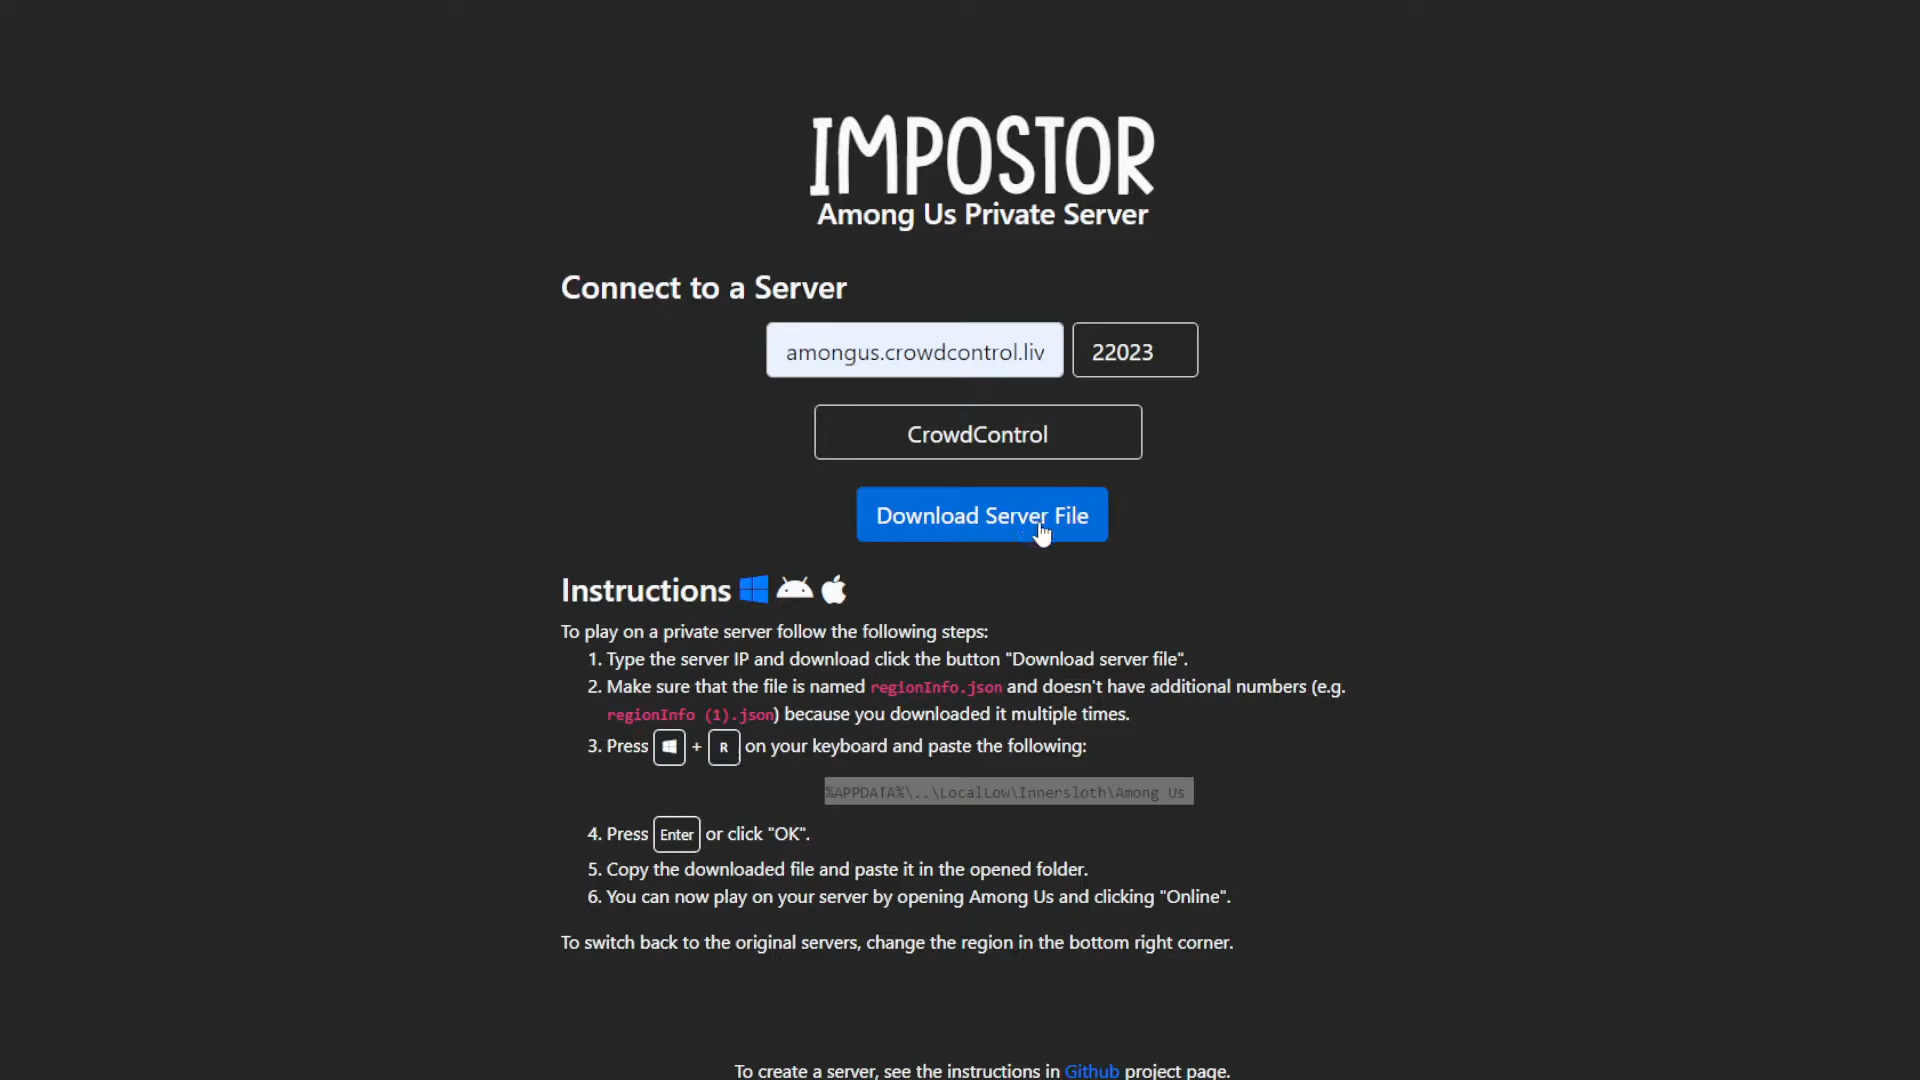 IMPOSTOR
Among Us Private Server
Connect to a Server
amongus.crowdcontrol.liv 22023
CrowdControl
Download Server File
Instructions
To play on a private server follow the following steps:
1. Type the server IP and download click the button "Download server file".
2. Make sure that the file is named regionInfo.json and doesn't have additional numbers (e.g.
regionInfo (1).json) because you downloaded it multiple times.
3. Press + R on your keyboard and paste the following:
%APPDATA%\..\LocalLow\Innersloth\Among Us
4. Press Enter or click "OK".
5. Copy the downloaded file and paste it in the opened folder.
6. You can now play on your server by opening Among Us and clicking "Online".
To switch back to the original servers, change the region in the bottom right corner.
To create a server, see the instructions in Github project page.